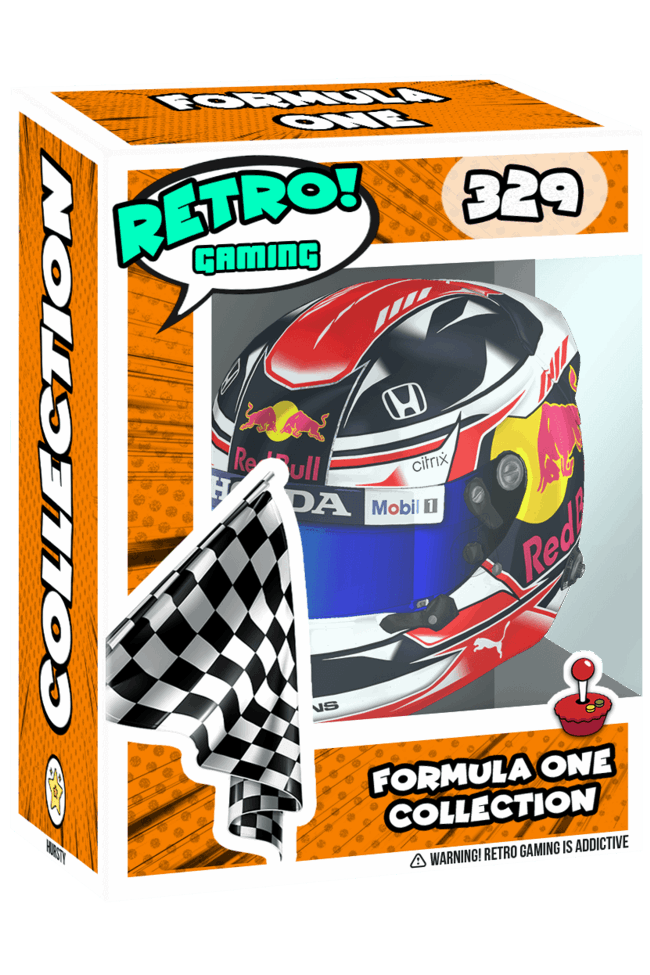 FORMULA
ONE
COLLECTION
RETRO!
GAMING
329
Red Bull
HONDA
Mobil 1
citrix
Red B
NS
FORMULA ONE
COLLECTION
WARNING! RETRO GAMING IS ADDICTIVE
HURSTY